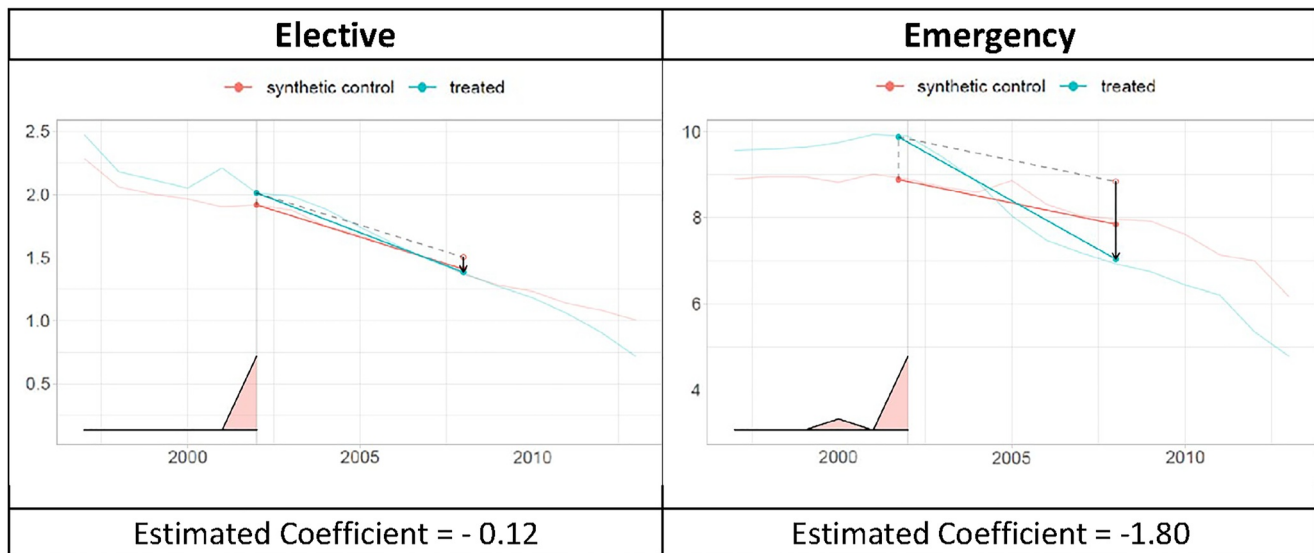 Elective
synthetic control
treated
2.5
2.0
1.5
1.0
0.5
2000
2005
2010
Estimated Coefficient = - 0.12
Emergency
synthetic control
treated
10
8
6
4
2000
2005
2010
Estimated Coefficient = -1.80